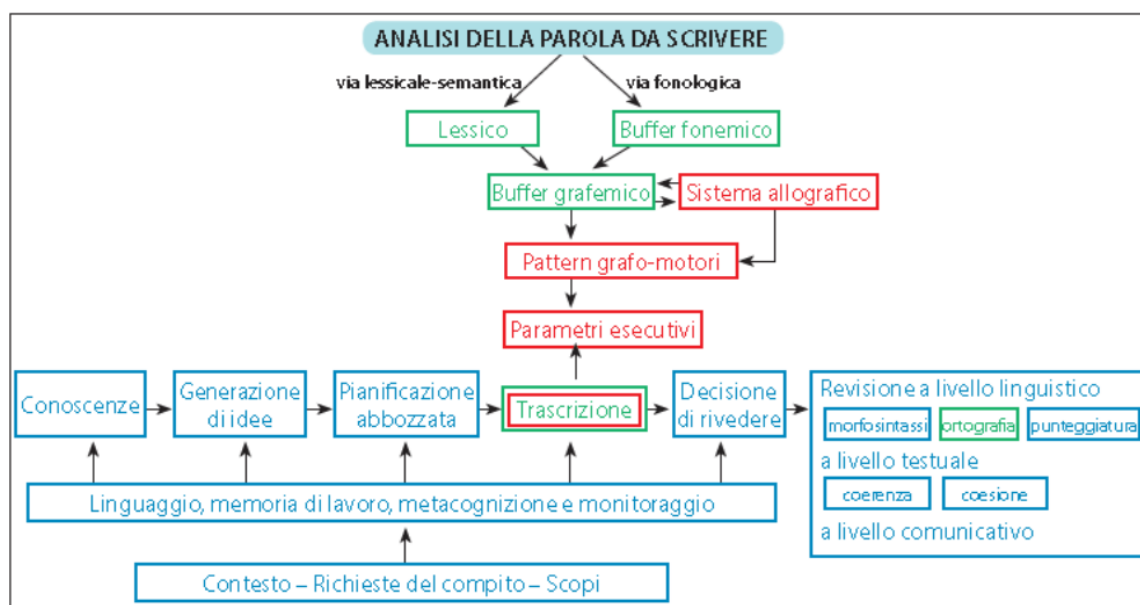 ANALISI DELLA PAROLA DA SCRIVERE
via lessicale-semantica
via fonologica
Lessico
Buffer fonemico
Buffer grafemico
Sistema allografico
Pattern grafo-motori
Parametri esecutivi
Conoscenze
Generazione
di idee
Pianificazione
abbozzata
Trascrizione
Decisione
di rivedere
Revisione a livello linguistico
morfosintassi
ortografia
punteggiatura
a livello testuale
coerenza
coesione
a livello comunicativo
Linguaggio, memoria di lavoro, metacognizione e monitoraggio
Contesto – Richieste del compito – Scopi